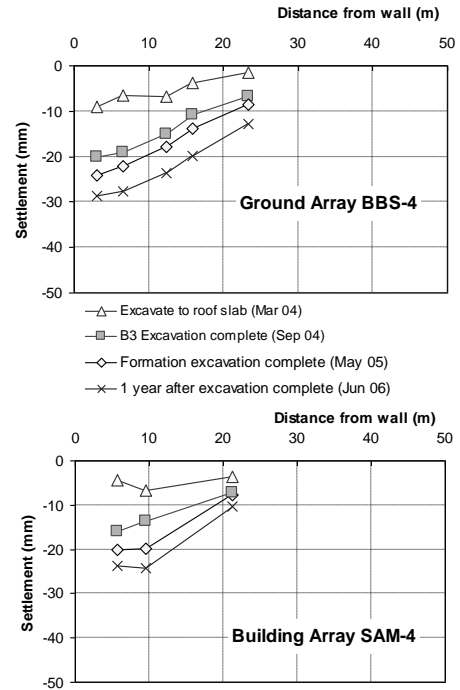 Distance from wall (m)
0 10 20 30 40 50
0
-10
-20
-30
-40
-50
Settlement (mm)
Ground Array BBS-4
Excavate to roof slab (Mar 04)
B3 Excavation complete (Sep 04)
Formation excavation complete (May 05)
1 year after excavation complete (Jun 06)
Distance from wall (m)
0 10 20 30 40 50
0
-10
-20
-30
-40
-50
Settlement (mm)
Building Array SAM-4